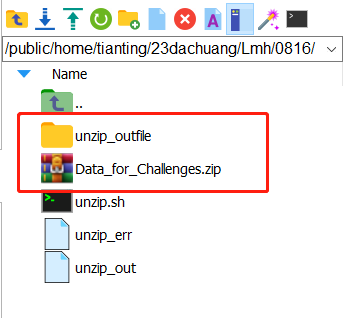 /public/home/tianting/23dachuang/Lmh/0816/
Name
..
unzip_outfile
Data_for_Challenges.zip
unzip.sh
unzip_err
unzip_out